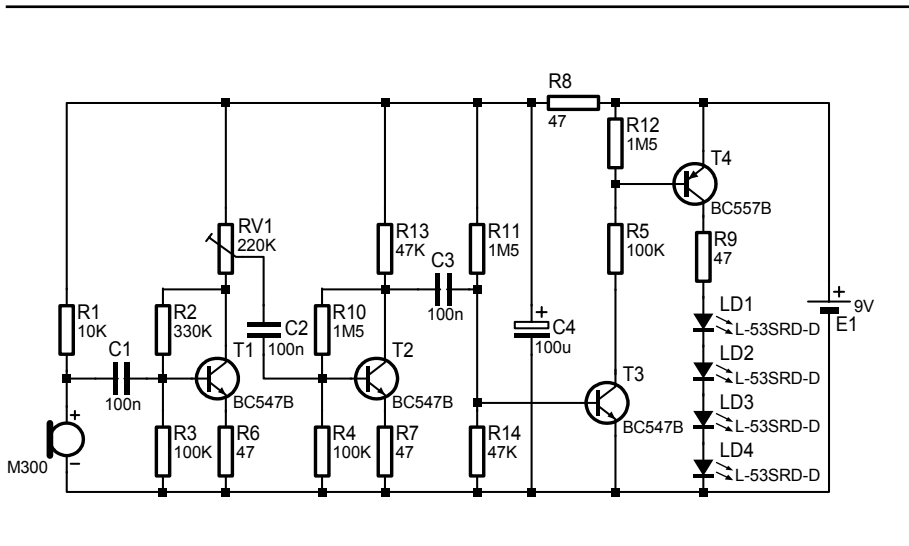 R8
47
R12
1M5
T4
BC557B
RV1
220K
R13
47K
R11
1M5
R5
100K
R9
47
C3
100n
R1
10K
R2
330K
C2
100n
R10
1M5
C4
100u
+
LD1
L-53SRD-D
+
9V
E1
C1
100n
T1
BC547B
T2
BC547B
T3
BC547B
LD2
L-53SRD-D
LD3
L-53SRD-D
LD4
L-53SRD-D
+
M300
−
R3
100K
R6
47
R4
100K
R7
47
R14
47K